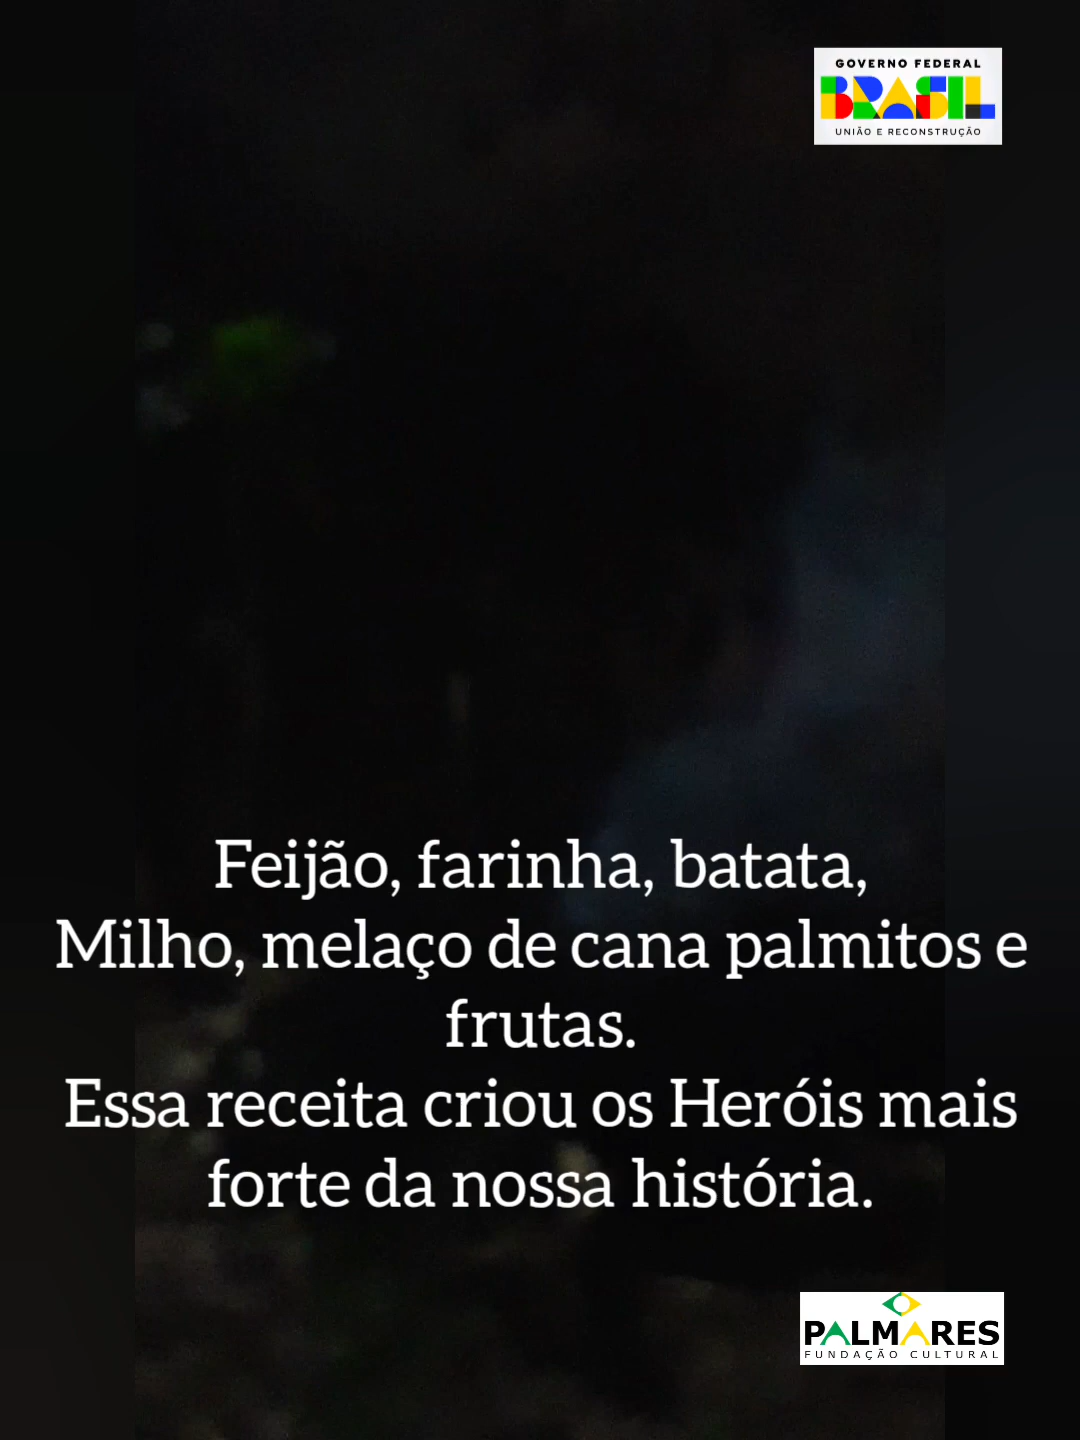 GOVERNO FEDERAL
BRASIL
UNIÃO E RECONSTRUÇÃO
Feijão, farinha, batata,
Milho, melaço de cana palmitos e
frutas.
Essa receita criou os Heróis mais
forte da nossa história.
PALMARES
FUNDAÇÃO CULTURAL